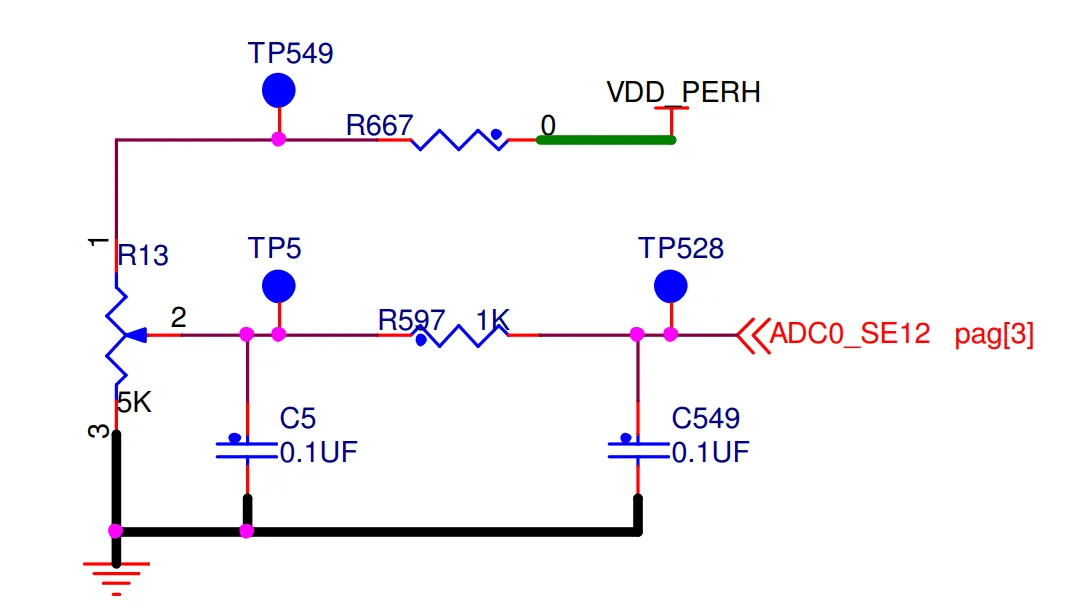 TP549
VDD_PERH
R667
0
1
R13
TP5
TP528
2
R597 1K
ADC0_SE12 pag[3]
5K
3
C5
0.1UF
C549
0.1UF